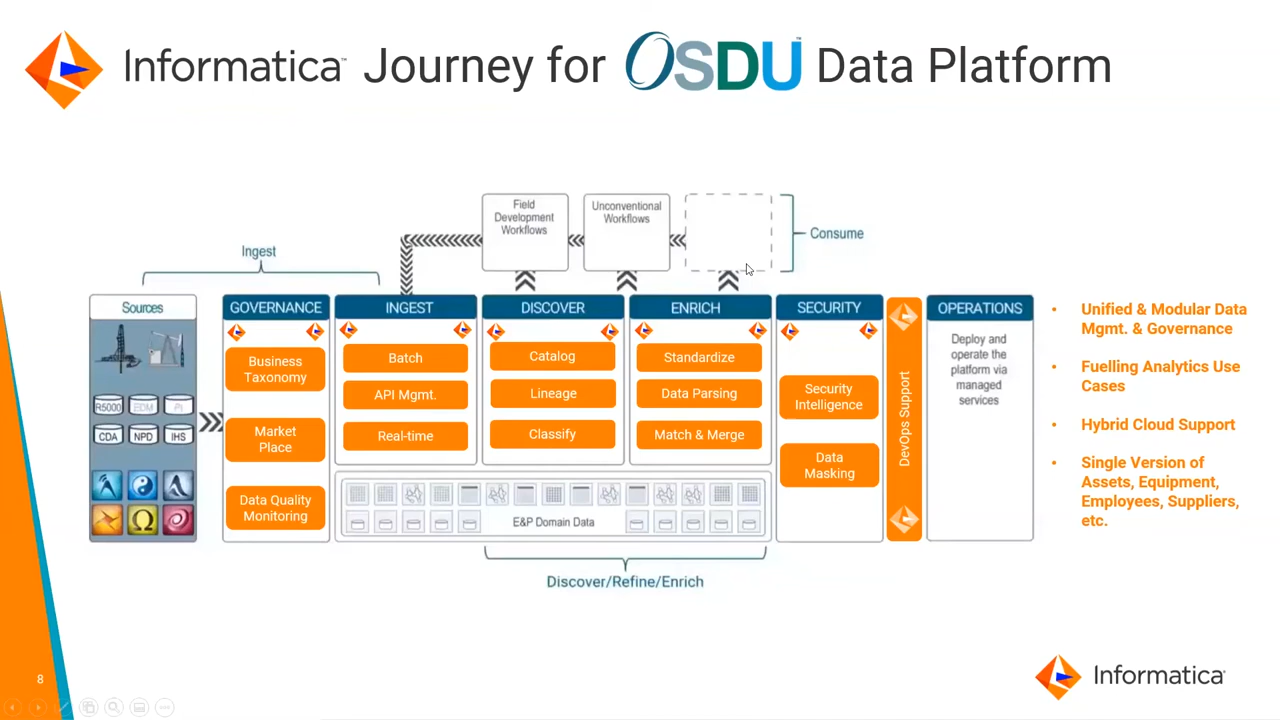 Informatica™ Journey for OSDU™ Data Platform
Field
Development
Workflows
Unconventional
Workflows
Consume
Ingest
Sources
R5000
EDM
PI
CDA
NPD
IHS
GOVERNANCE
Business
Taxonomy
Market
Place
Data Quality
Monitoring
INGEST
Batch
API Mgmt.
Real-time
DISCOVER
Catalog
Lineage
Classify
ENRICH
Standardize
Data Parsing
Match & Merge
E&P Domain Data
Discover/Refine/Enrich
SECURITY
Security
Intelligence
Data
Masking
DevOps Support
OPERATIONS
Deploy and
operate the
platform via
managed
services
• Unified & Modular Data
Mgmt. & Governance
• Fuelling Analytics Use
Cases
• Hybrid Cloud Support
• Single Version of
Assets, Equipment,
Employees, Suppliers,
etc.
8
Informatica